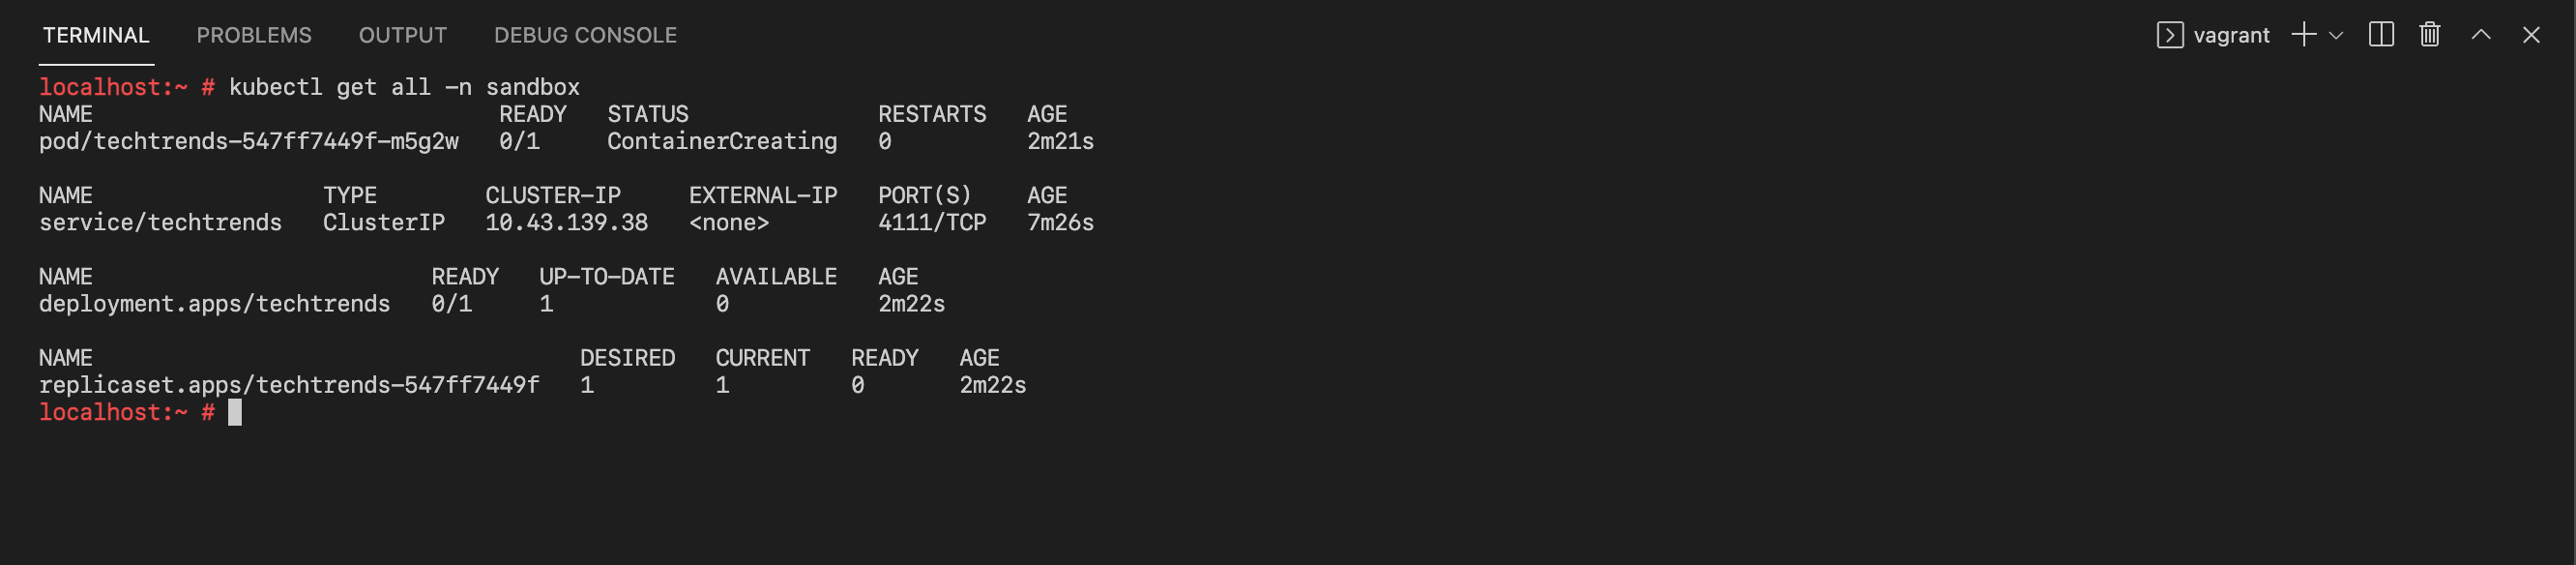 TERMINAL PROBLEMS OUTPUT DEBUG CONSOLE vagrant
localhost:~ # kubectl get all -n sandbox
NAME READY STATUS RESTARTS AGE
pod/techtrends-547ff7449f-m5g2w 0/1 ContainerCreating 0 2m21s
NAME TYPE CLUSTER-IP EXTERNAL-IP PORT(S) AGE
service/techtrends ClusterIP 10.43.139.38 <none> 4111/TCP 7m26s
NAME READY UP-TO-DATE AVAILABLE AGE
deployment.apps/techtrends 0/1 1 0 2m22s
NAME DESIRED CURRENT READY AGE
replicaset.apps/techtrends-547ff7449f 1 1 0 2m22s
localhost:~ #